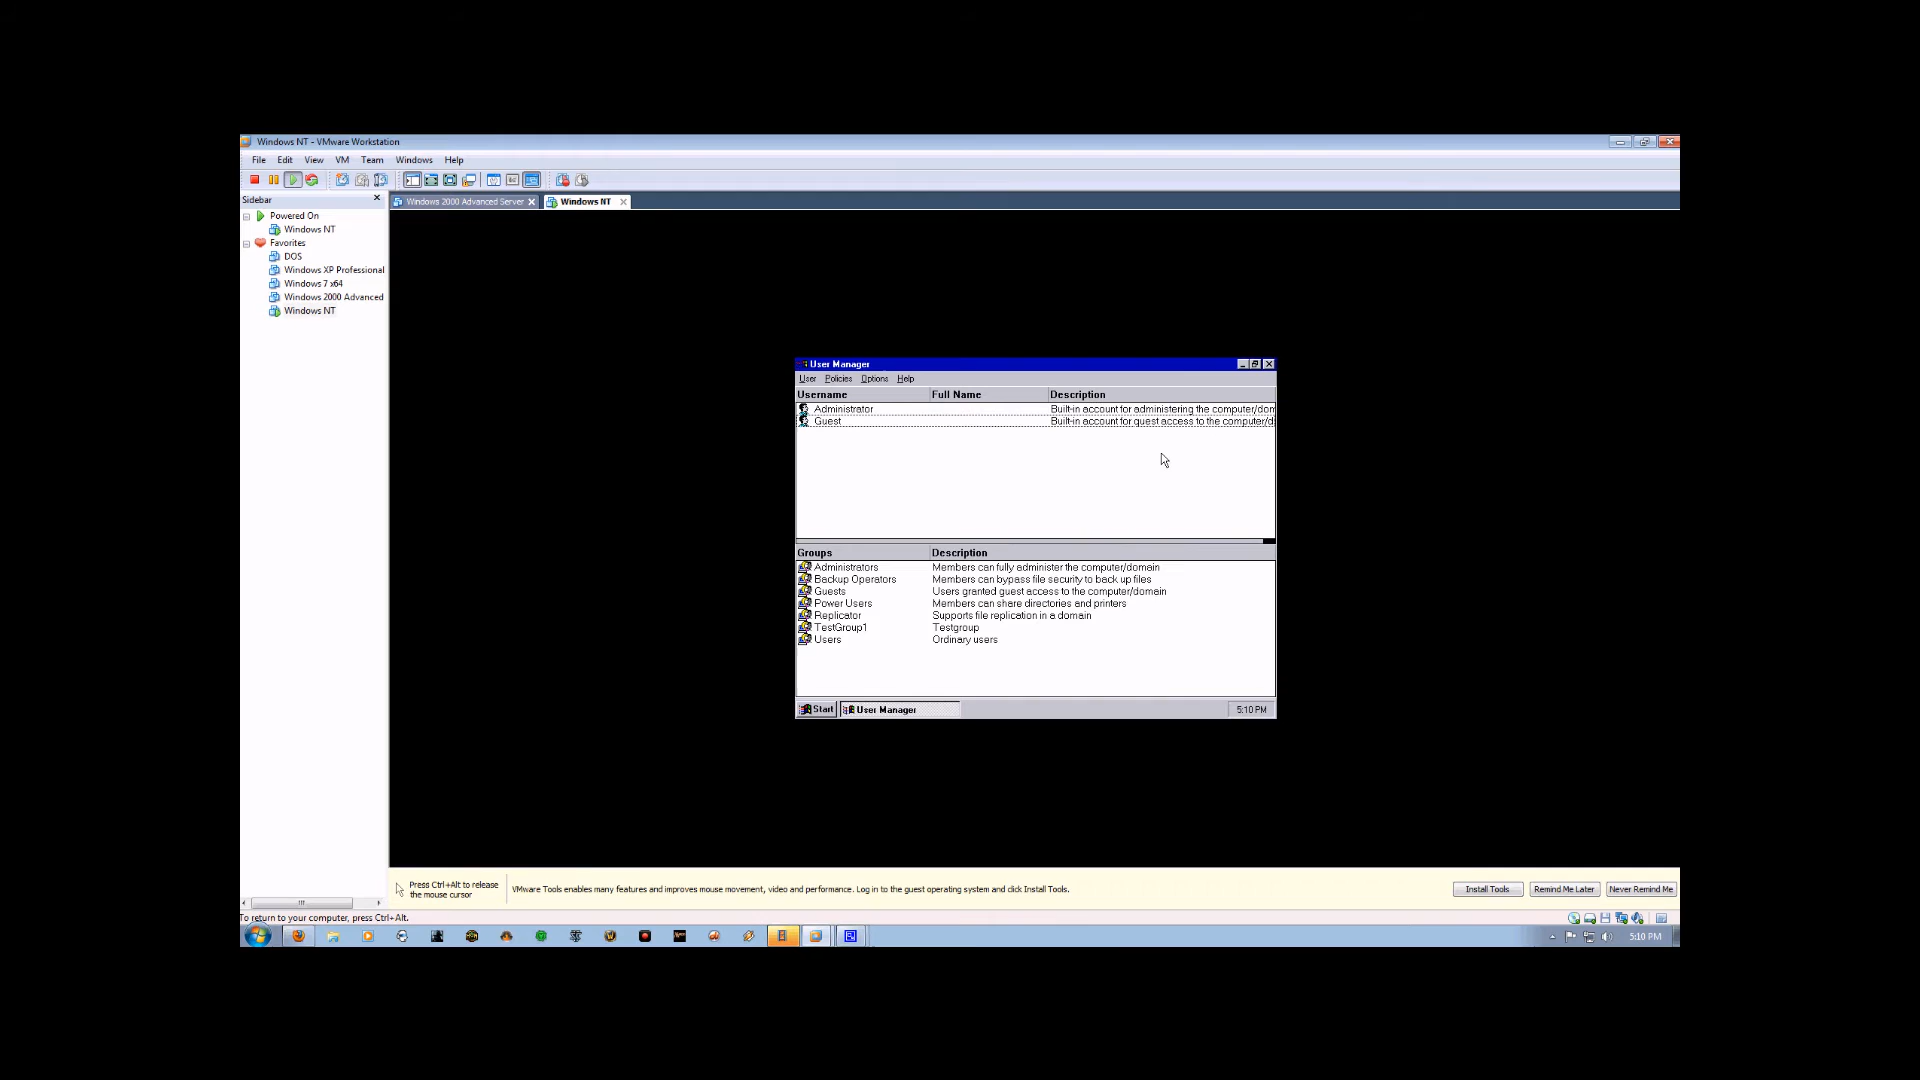 Windows NT - VMware Workstation
File Edit View VM Team Windows Help
Sidebar
Windows 2000 Advanced Server
Windows NT
Powered On
Windows NT
Favorites
DOS
Windows XP Professional
Windows 7 x64
Windows 2000 Advanced
Windows NT
User Manager
User Policies Options Help
Username Full Name Description
Administrator Built-in account for administering the computer/dom
Guest Built-in account for guest access to the computer/d
Groups Description
Administrators Members can fully administer the computer/domain
Backup Operators Members can bypass file security to back up files
Guests Users granted guest access to the computer/domain
Power Users Members can share directories and printers
Replicator Supports file replication in a domain
TestGroup1 Testgroup
Users Ordinary users
Start User Manager 5:10 PM
Press Ctrl+Alt to release
the mouse cursor
VMware Tools enables many features and improves mouse movement, video and performance. Log in to the guest operating system and click Install Tools.
Install Tools Remind Me Later Never Remind Me
To return to your computer, press Ctrl+Alt.
5:10 PM